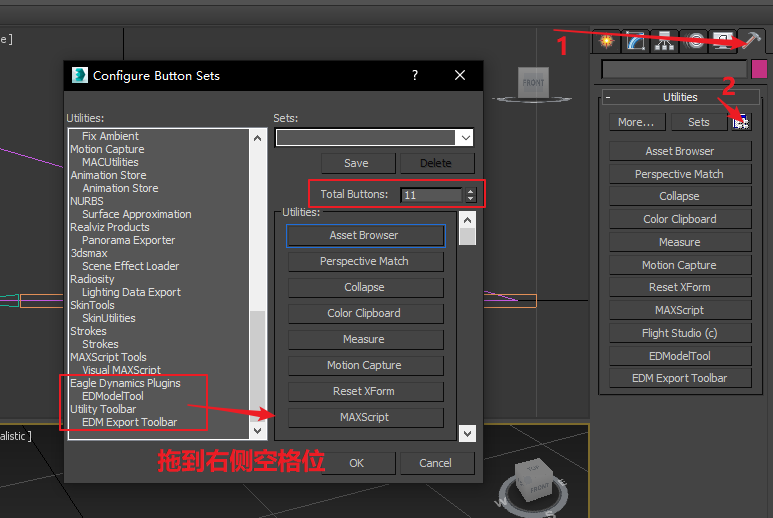 e ]
1
Configure Button Sets
?
FRONT
2
Utilities
More...
Sets
Asset Browser
Perspective Match
Collapse
Color Clipboard
Measure
Motion Capture
Reset XForm
MAXScript
Flight Studio (c)
EDModelTool
EDM Export Toolbar
Utilities:
Fix Ambient
Motion Capture
MACUtilities
Animation Store
Animation Store
NURBS
Surface Approximation
Realviz Products
Panorama Exporter
3dsmax
Scene Effect Loader
Radiosity
Lighting Data Export
SkinTools
SkinUtilities
Strokes
Strokes
MAXScript Tools
Visual MAXScript
Eagle Dynamics Plugins
EDModelTool
Utility Toolbar
EDM Export Toolbar
Sets:
Save
Delete
Total Buttons:
11
Utilities:
Asset Browser
Perspective Match
Collapse
Color Clipboard
Measure
Motion Capture
Reset XForm
MAXScript
拖到右侧空格位
OK
Cancel
alistic ]
TOP
FRONT
W
S